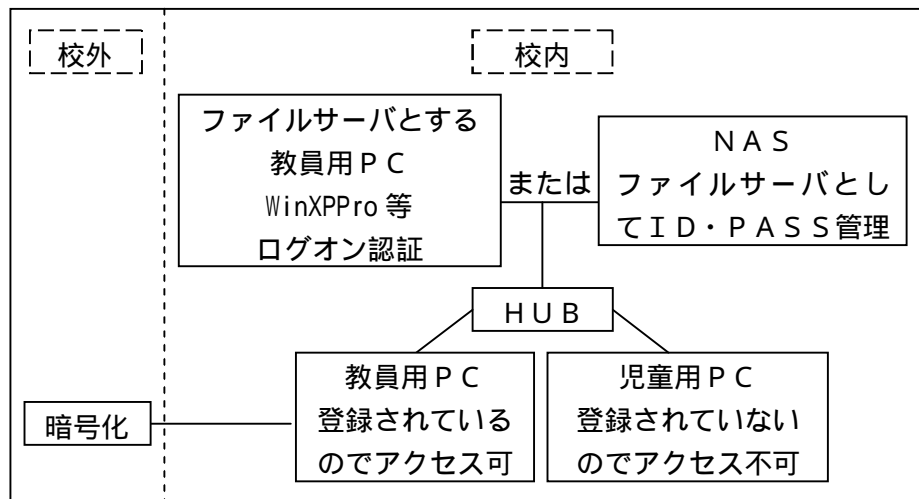 校外
校内
ファイルサーバとする
教員用ＰＣ
WinXPPro 等
ログオン認証
または
ＮＡＳ
ファイルサーバとし
てＩＤ・ＰＡＳＳ管理
ＨＵＢ
教員用ＰＣ
登録されている
のでアクセス可
児童用ＰＣ
登録されていない
のでアクセス不可
暗号化